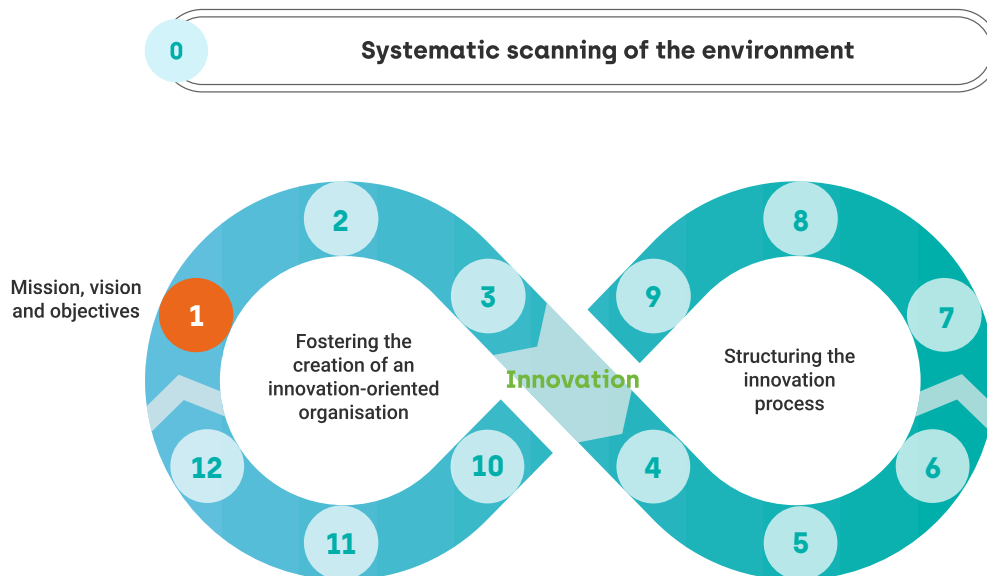 0
Systematic scanning of the environment
2
8
3
9
Mission, vision
and objectives
1
7
Fostering the
creation of an
innovation-oriented
organisation
Innovation
Structuring the
innovation
process
12
10
4
6
11
5